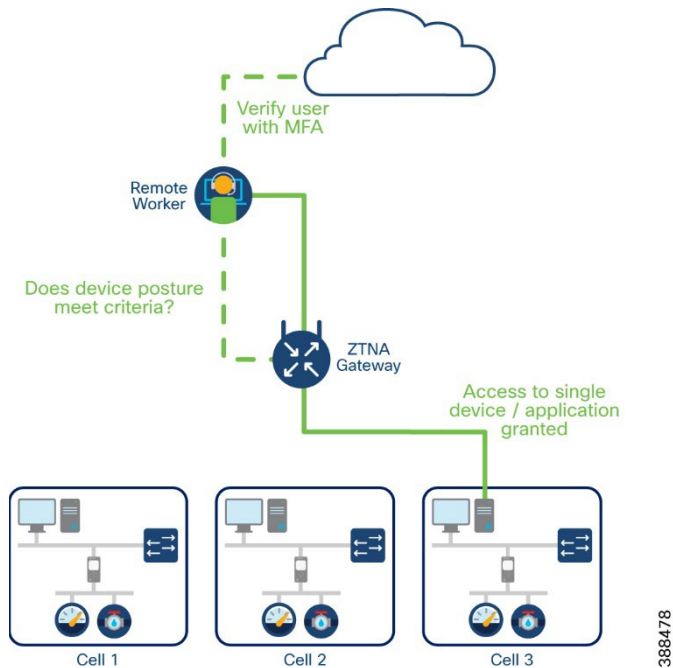 Verify user
with MFA
Remote
Worker
Does device posture
meet criteria?
ZTNA
Gateway
Access to single
device / application
granted
Cell 1
Cell 2
Cell 3
388478